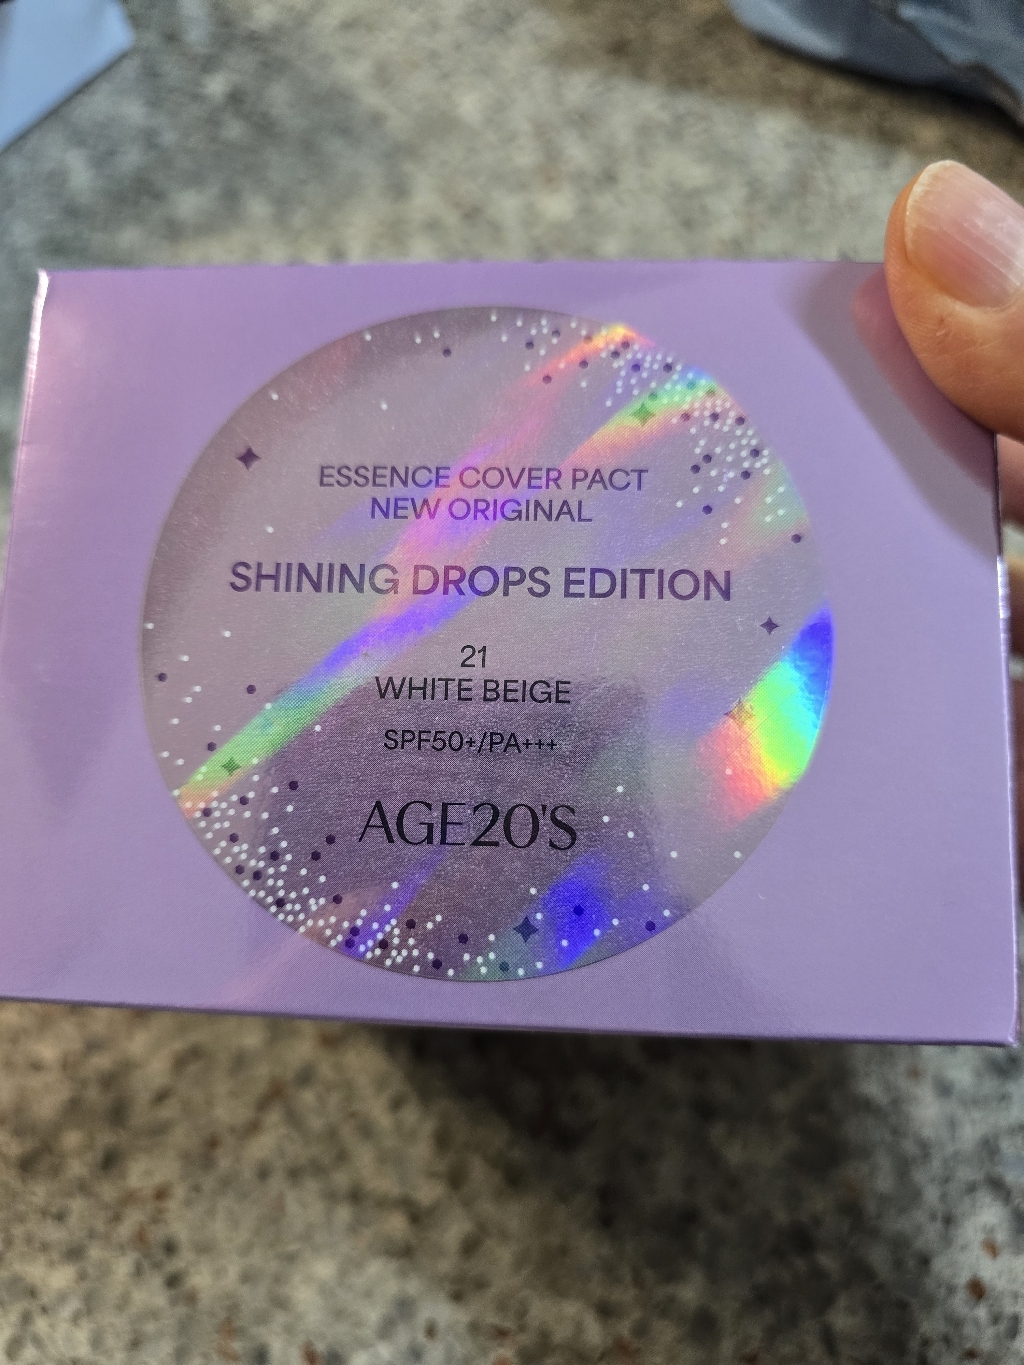 ESSENCE COVER PACT
NEW ORIGINAL
SHINING DROPS EDITION
21
WHITE BEIGE
SPF50+/PA+++
AGE20'S